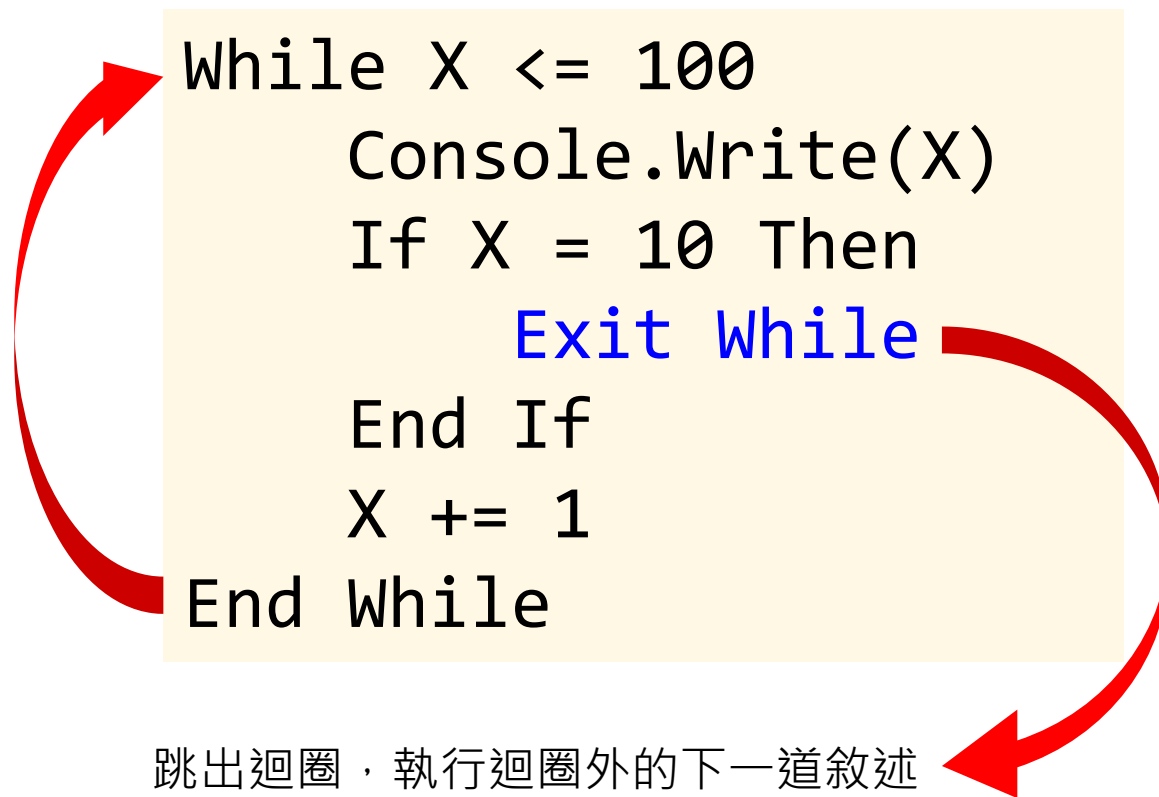 While X <= 100
Console.Write(X)
If X = 10 Then
Exit While
End If
X += 1
End While
跳出迴圈，執行迴圈外的下一道敘述